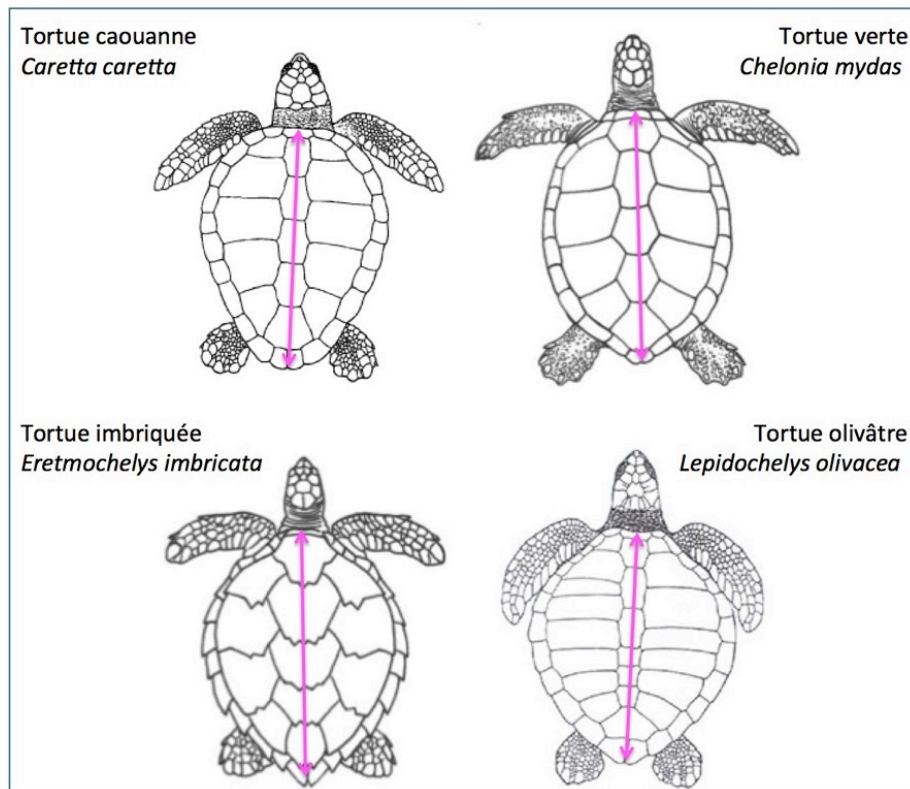 Tortue caouanne
Caretta caretta
Tortue verte
Chelonia mydas
Tortue imbriquée
Eretmochelys imbricata
Tortue olivâtre
Lepidochelys olivacea